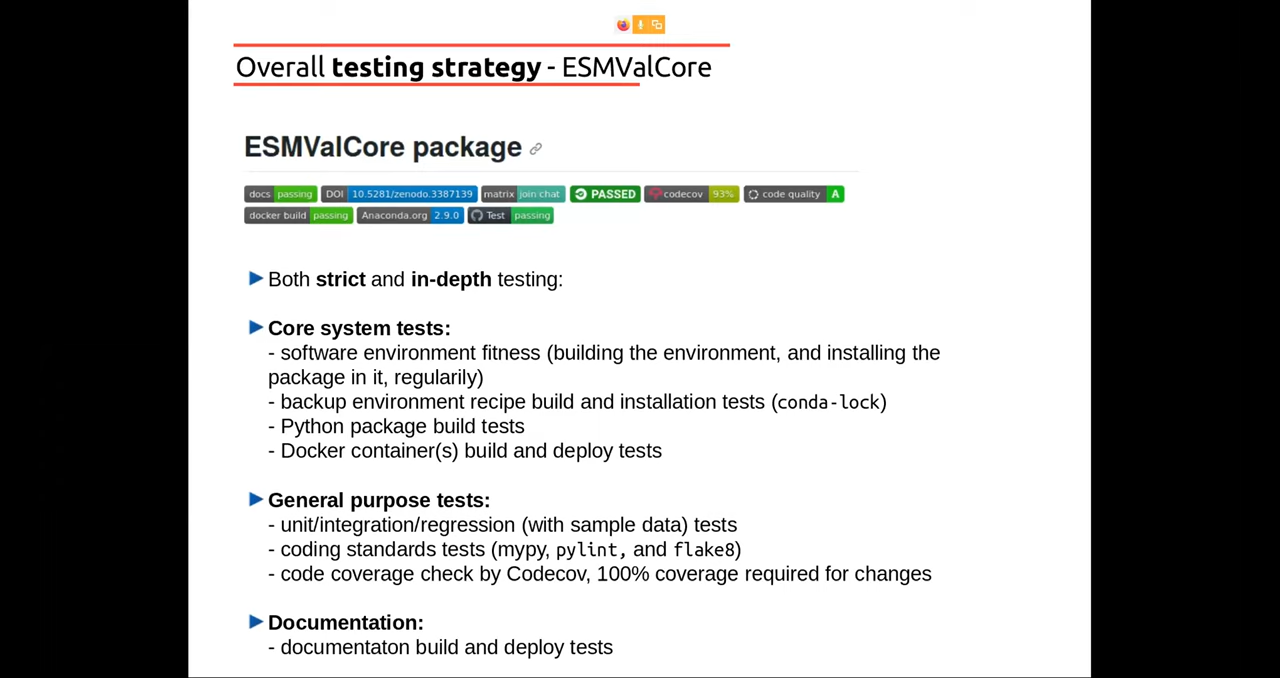 Overall testing strategy - ESMValCore
ESMValCore package
docs passing DOI 10.5281/zenodo.3387139 matrix join chat PASSED codecov 93% code quality A
docker build passing Anaconda.org 2.9.0 Test passing
Both strict and in-depth testing:
Core system tests:
- software environment fitness (building the environment, and installing the
package in it, regularily)
- backup environment recipe build and installation tests (conda-lock)
- Python package build tests
- Docker container(s) build and deploy tests
General purpose tests:
- unit/integration/regression (with sample data) tests
- coding standards tests (mypy, pylint, and flake8)
- code coverage check by Codecov, 100% coverage required for changes
Documentation:
- documentaton build and deploy tests